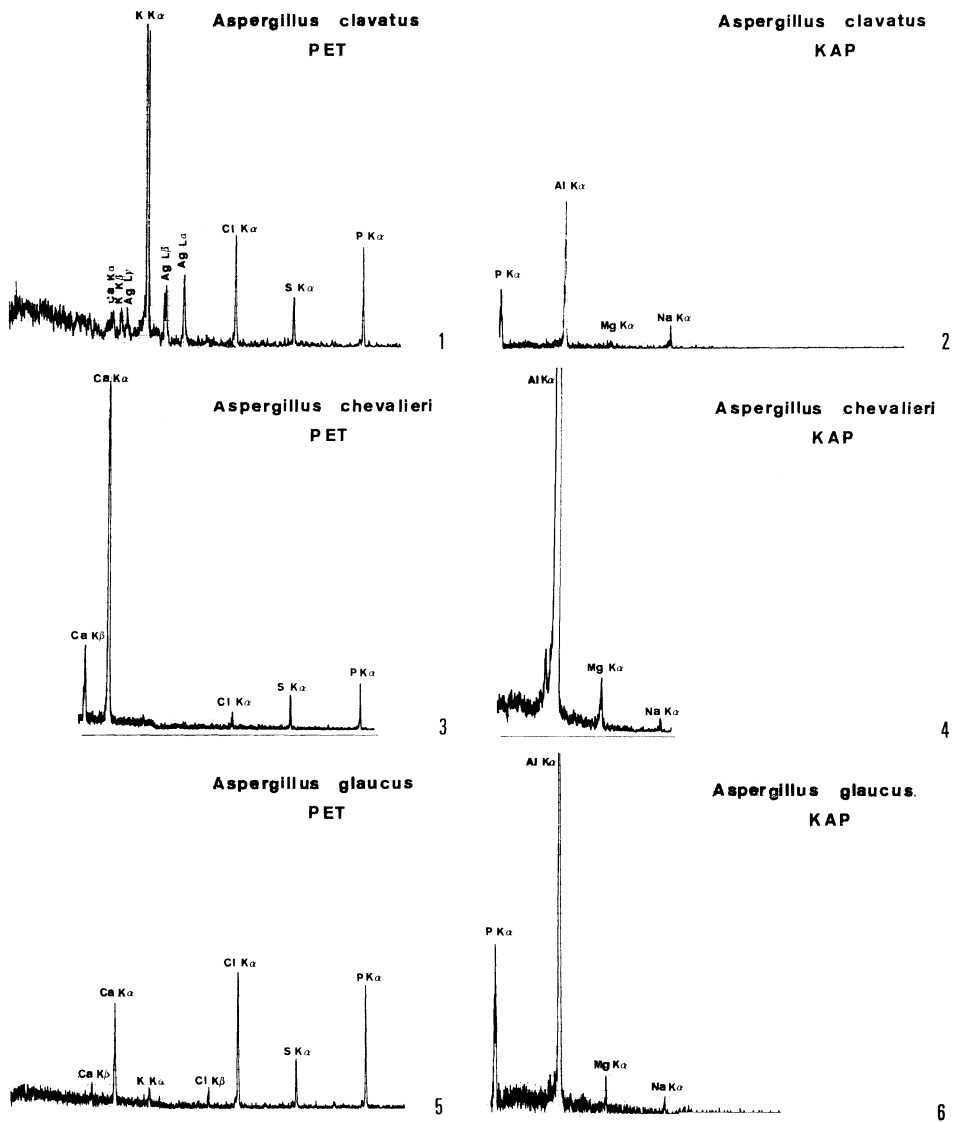 Aspergillus clavatus
PET
K Kα
Ca Kα
K Kβ
Ag Lγ
Ag Lβ
Ag Lα
Cl Kα
S Kα
P Kα
1
Aspergillus clavatus
KAP
P Kα
Al Kα
Mg Kα
Na Kα
2
Aspergillus chevalieri
PET
Ca Kβ
Ca Kα
Cl Kα
S Kα
P Kα
3
Aspergillus chevalieri
KAP
Al Kα
Mg Kα
Na Kα
4
Aspergillus glaucus
PET
Ca Kβ
Ca Kα
K Kα
Cl Kβ
Cl Kα
S Kα
P Kα
5
Aspergillus glaucus.
KAP
P Kα
Al Kα
Mg Kα
Na Kα
6